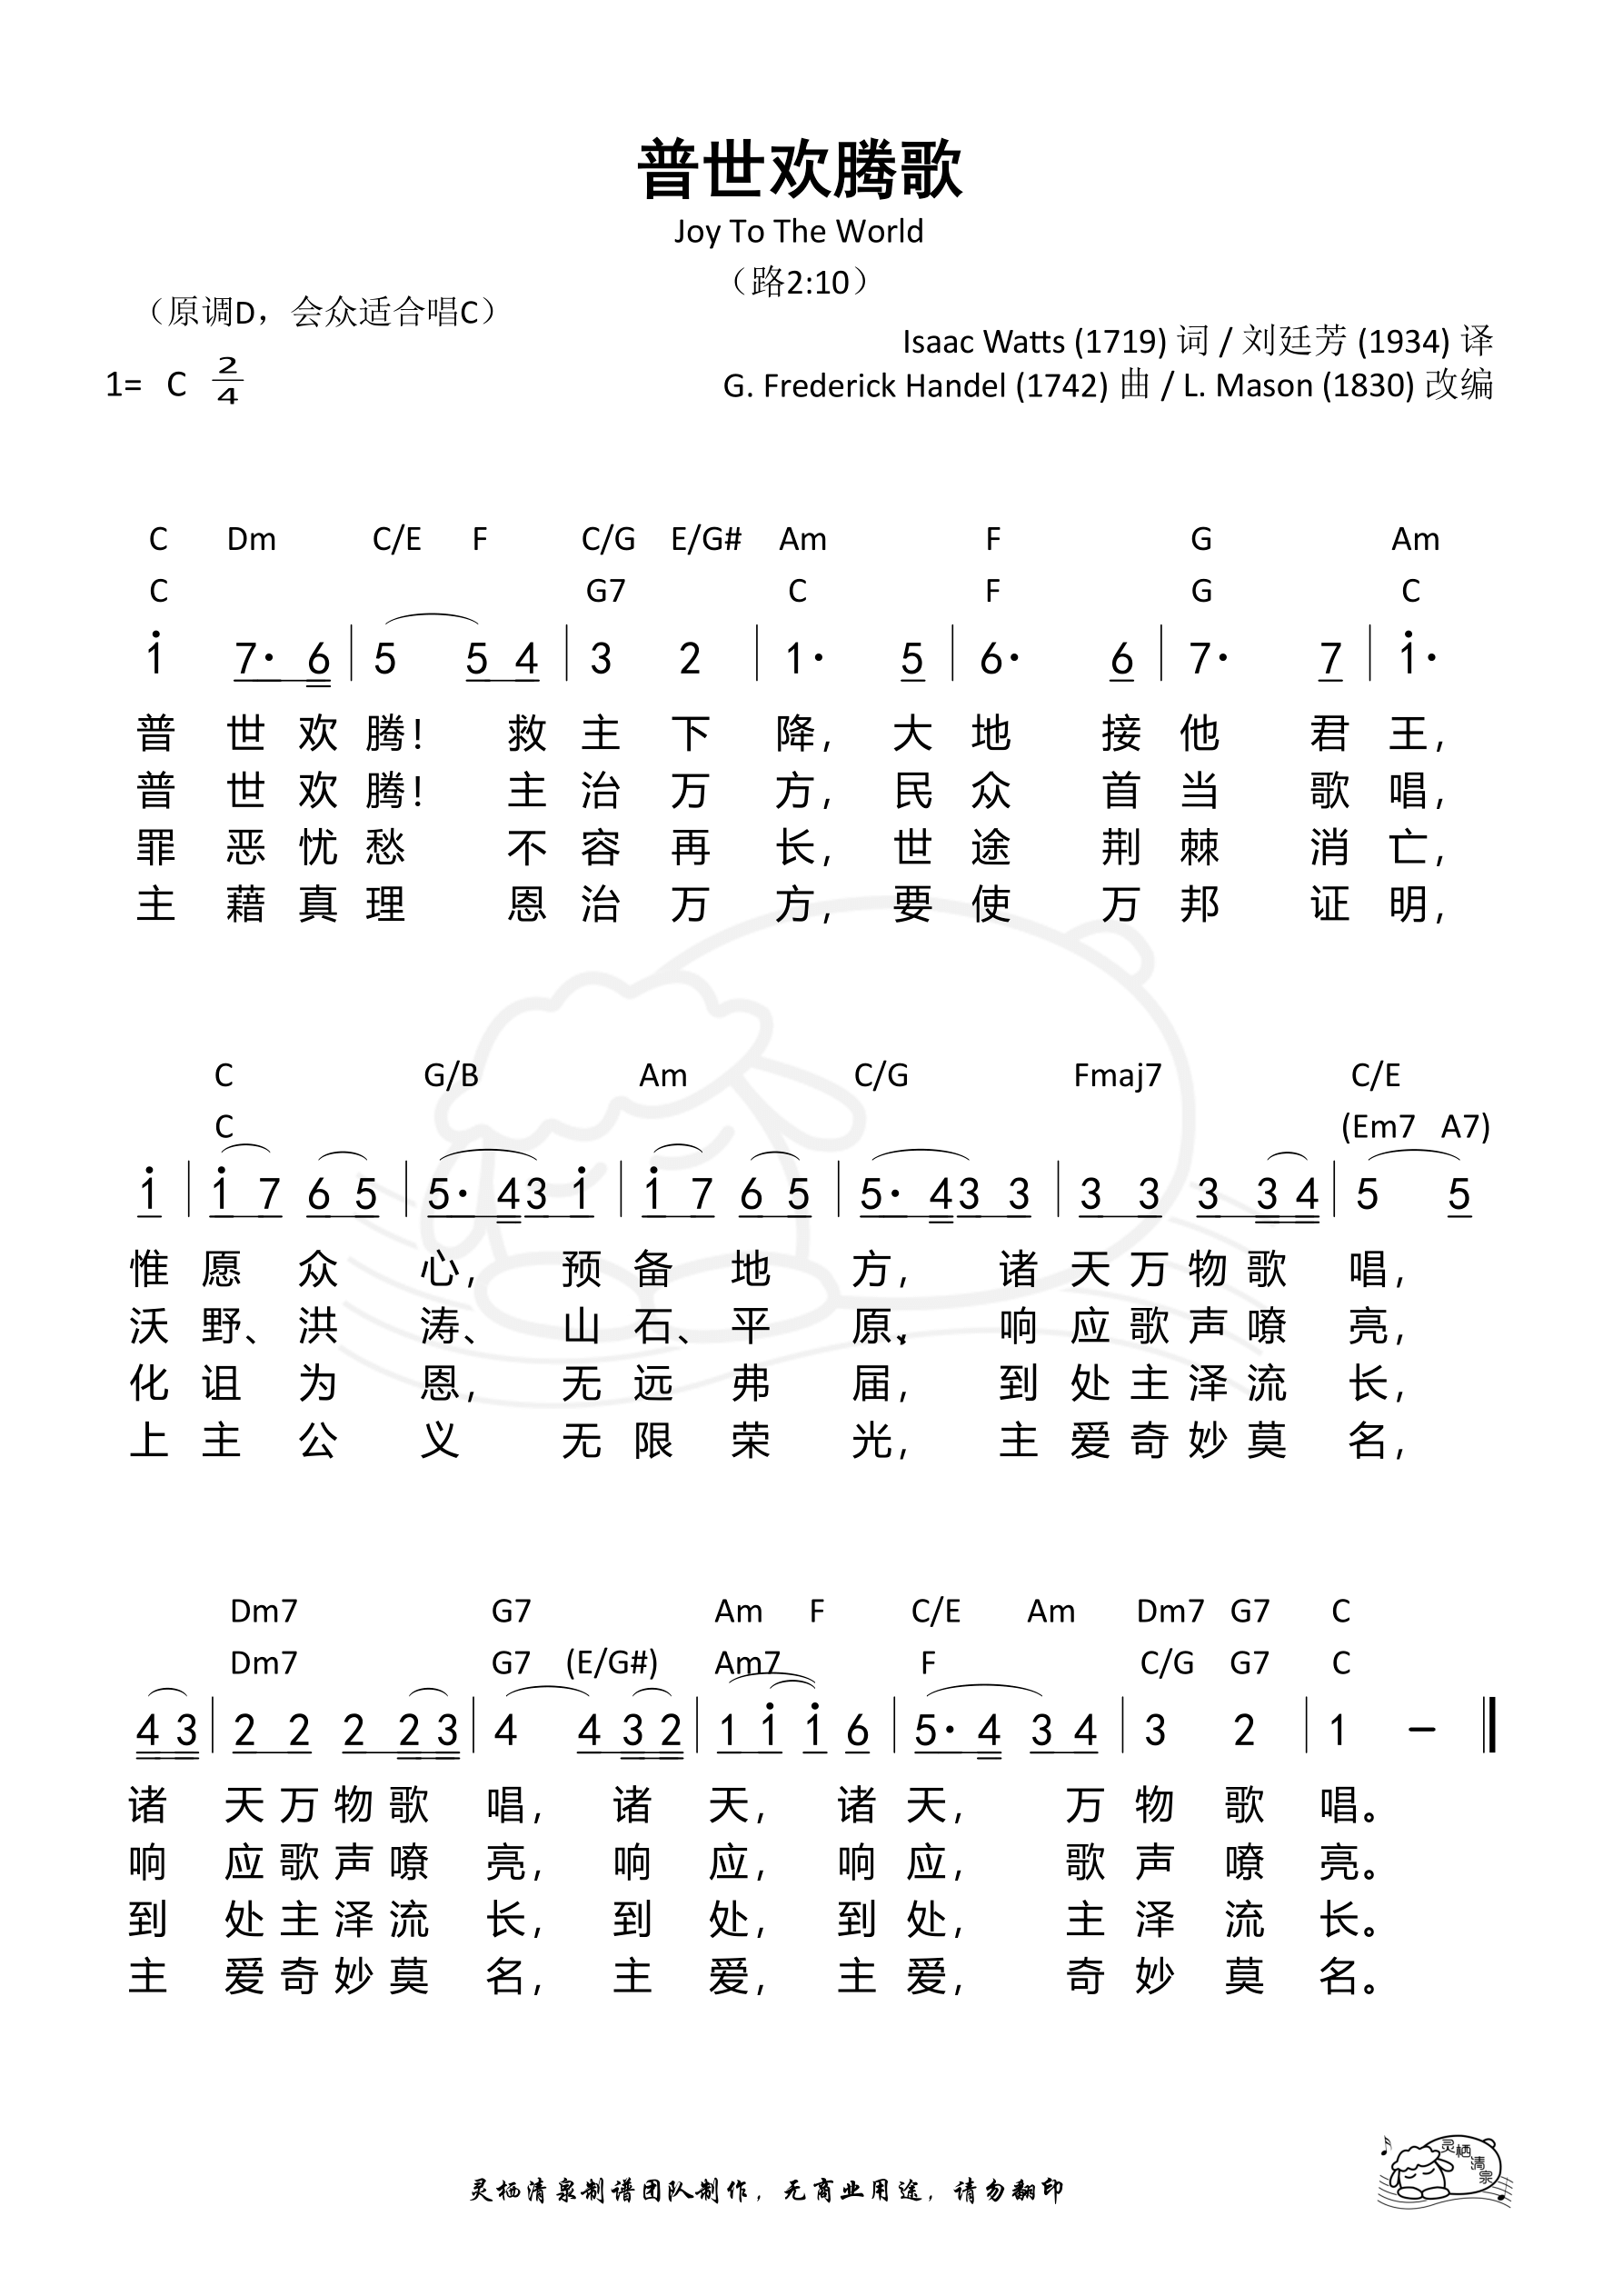 普世欢腾歌
Joy To The World
（路2:10）
（原调D，会众适合唱C）
Isaac Watts (1719) 词 / 刘廷芳 (1934) 译
1= C 2/4
G. Frederick Handel (1742) 曲 / L. Mason (1830) 改编
C Dm C/E F C/G E/G# Am F G Am
C G7 C F G C
1 7· 6 | 5 5 4 | 3 2 | 1· 5 | 6· 6 | 7· 7 | 1·
普 世 欢 腾！ 救 主 下 降， 大 地 接 他 君 王，
普 世 欢 腾！ 主 治 万 方， 民 众 首 当 歌 唱，
罪 恶 忧 愁 不 容 再 长， 世 途 荆 棘 消 亡，
主 藉 真 理 恩 治 万 方， 要 使 万 邦 证 明，
C G/B Am C/G Fmaj7 C/E
C (Em7 A7)
1 | 1 7 6 5 | 5· 4 3 1 | 1 7 6 5 | 5· 4 3 3 | 3 3 3 3 4 | 5 5
惟 愿 众 心， 预 备 地 方， 诸 天 万 物 歌 唱，
沃 野、 洪 涛、 山 石、 平 原， 响 应 歌 声 嘹 亮，
化 诅 为 恩， 无 远 弗 届， 到 处 主 泽 流 长，
上 主 公 义 无 限 荣 光， 主 爱 奇 妙 莫 名，
Dm7 G7 Am F C/E Am Dm7 G7 C
Dm7 G7 (E/G#) Am7 F C/G G7 C
4 3 | 2 2 2 2 3 | 4 4 3 2 | 1 1 1 6 | 5· 4 3 4 | 3 2 | 1 –
诸 天 万 物 歌 唱， 诸 天， 诸 天， 万 物 歌 唱。
响 应 歌 声 嘹 亮， 响 应， 响 应， 歌 声 嘹 亮。
到 处 主 泽 流 长， 到 处， 到 处， 主 泽 流 长。
主 爱 奇 妙 莫 名， 主 爱， 主 爱， 奇 妙 莫 名。
灵栖清泉
灵栖清泉制谱团队制作，无商业用途，请勿翻印